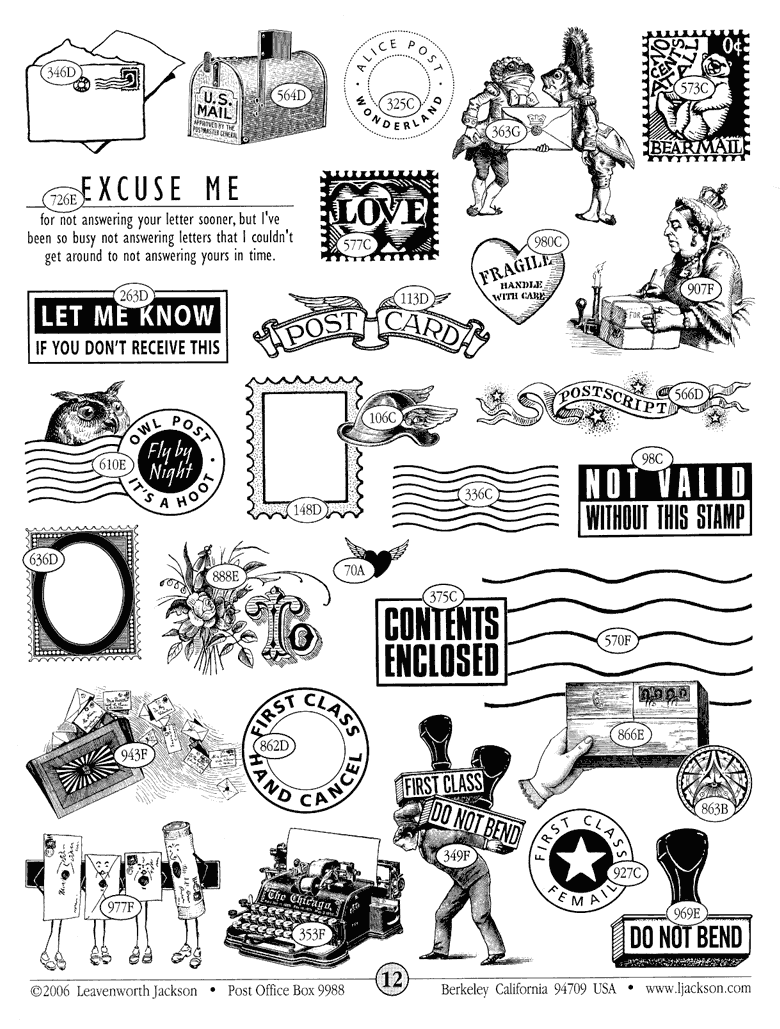 346D
U.S.
MAIL
APPROVED BY THE
POSTMASTER GENERAL
564D
ALICE POST
WONDERLAND
325C
363G
NO
CENTS
ATALL
0¢
573C
BEAR MAIL
726E
EXCUSE ME
for not answering your letter sooner, but I've
been so busy not answering letters that I couldn't
get around to not answering yours in time.
LOVE
577C
980C
FRAGILE
HANDLE
WITH CARE
907F
FOR
263D
LET ME KNOW
IF YOU DON'T RECEIVE THIS
113D
POST CARD
OWL POST
Fly by
Night
IT'S A HOOT
610E
148D
106C
566D
POSTSCRIPT
336C
98C
NOT VALID
WITHOUT THIS STAMP
636D
888E
To
70A
375C
CONTENTS
ENCLOSED
570F
943F
FIRST CLASS
HAND CANCEL
862D
866E
863B
FIRST CLASS
DO NOT BEND
349F
FIRST CLASS
FEMAIL
927C
977F
The Chicago.
353F
969E
DO NOT BEND
©2006 Leavenworth Jackson • Post Office Box 9988
12
Berkeley California 94709 USA • www.ljackson.com